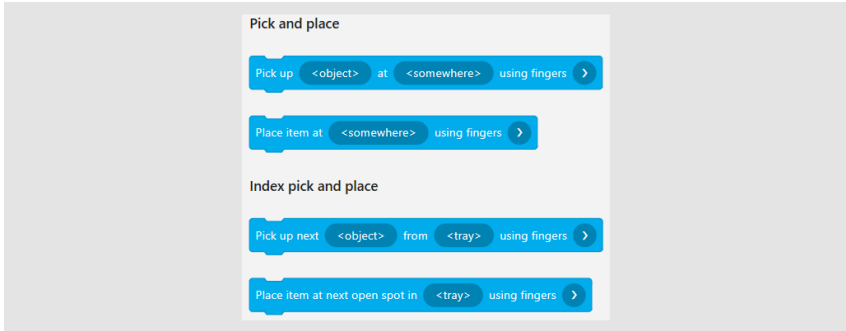 Pick and place
Pick up <object> at <somewhere> using fingers
Place item at <somewhere> using fingers
Index pick and place
Pick up next <object> from <tray> using fingers
Place item at next open spot in <tray> using fingers